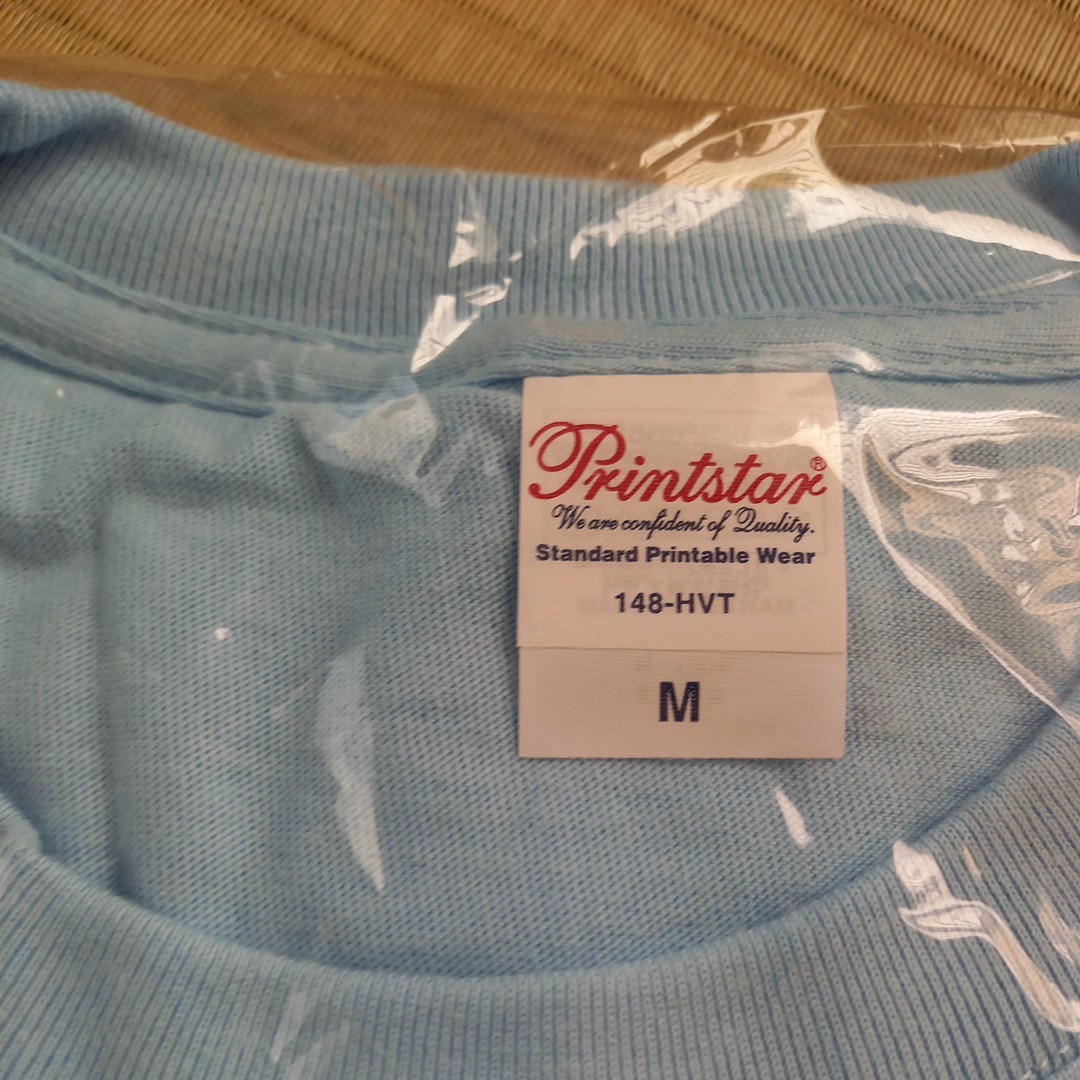 Printstar®
We are confident of Quality.
Standard Printable Wear
148-HVT
M